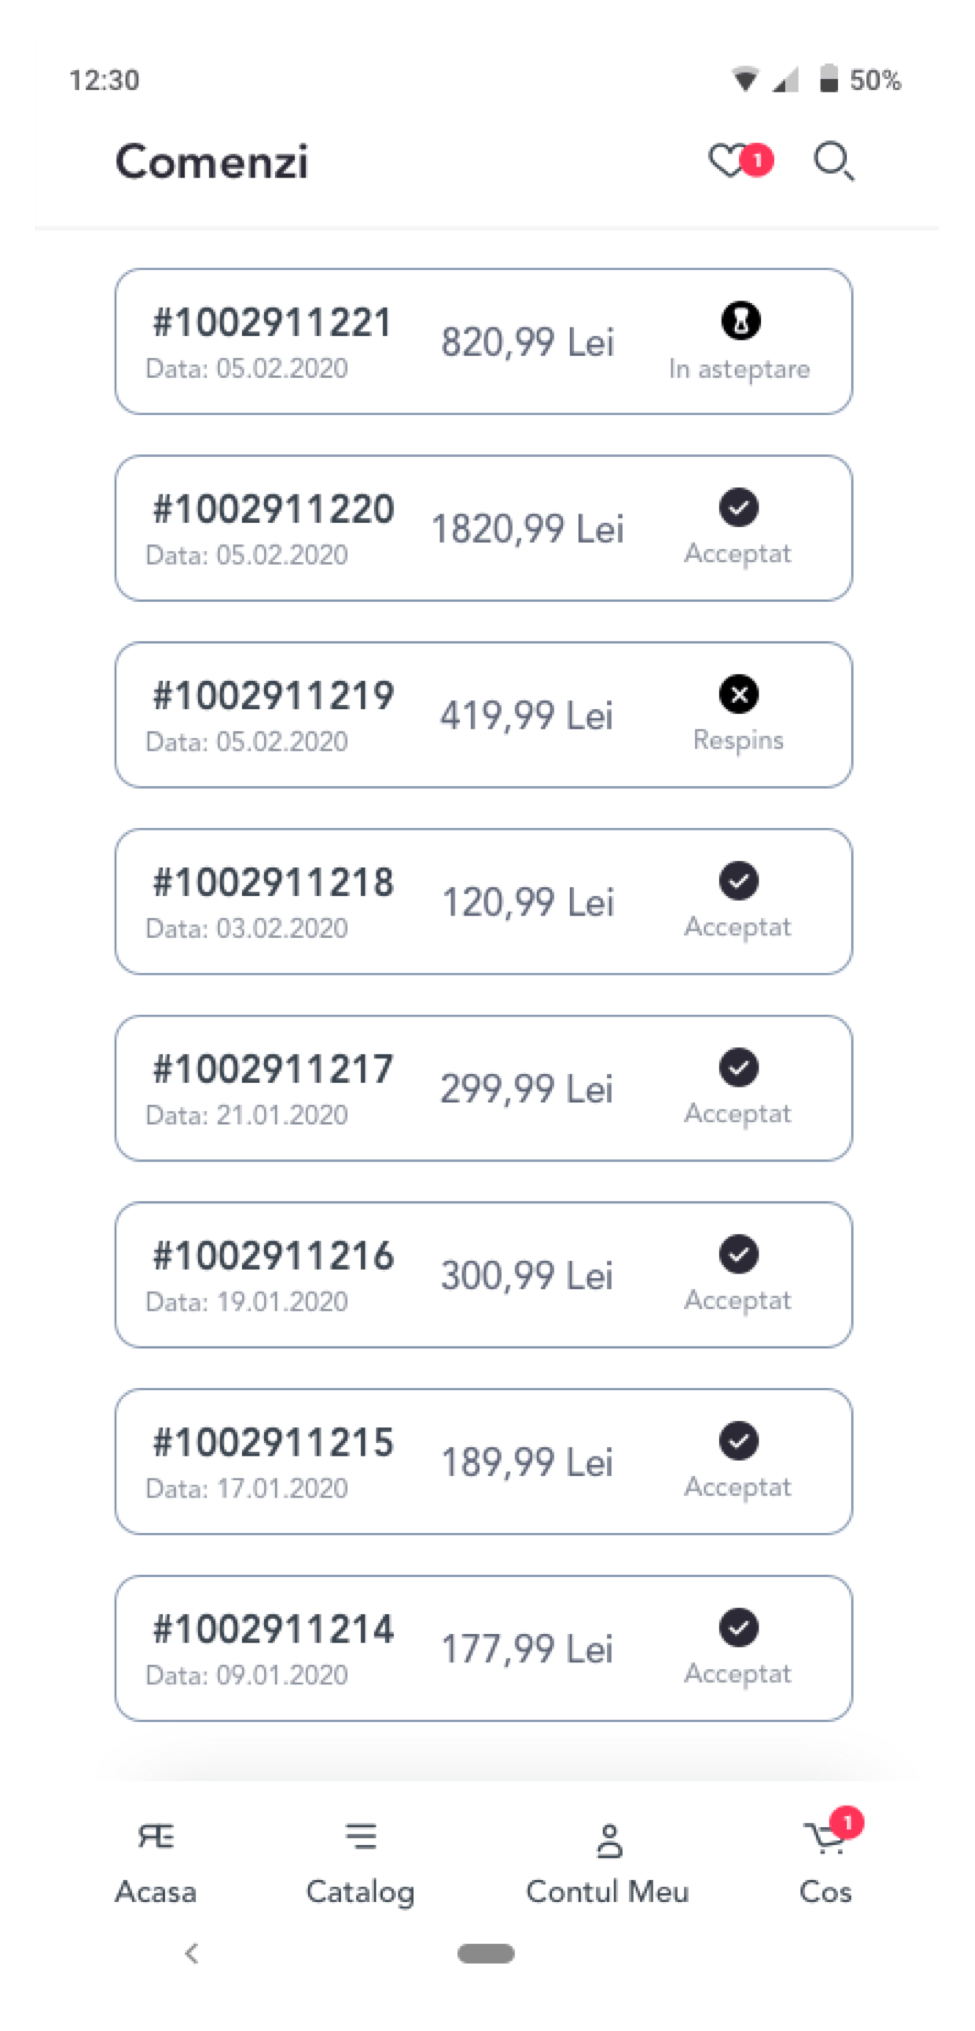 12:30 50%
Comenzi 1
#1002911221 820,99 Lei
Data: 05.02.2020 In asteptare
#1002911220 1820,99 Lei
Data: 05.02.2020 Acceptat
#1002911219 419,99 Lei
Data: 05.02.2020 Respins
#1002911218 120,99 Lei
Data: 03.02.2020 Acceptat
#1002911217 299,99 Lei
Data: 21.01.2020 Acceptat
#1002911216 300,99 Lei
Data: 19.01.2020 Acceptat
#1002911215 189,99 Lei
Data: 17.01.2020 Acceptat
#1002911214 177,99 Lei
Data: 09.01.2020 Acceptat
1
Acasa Catalog Contul Meu Cos